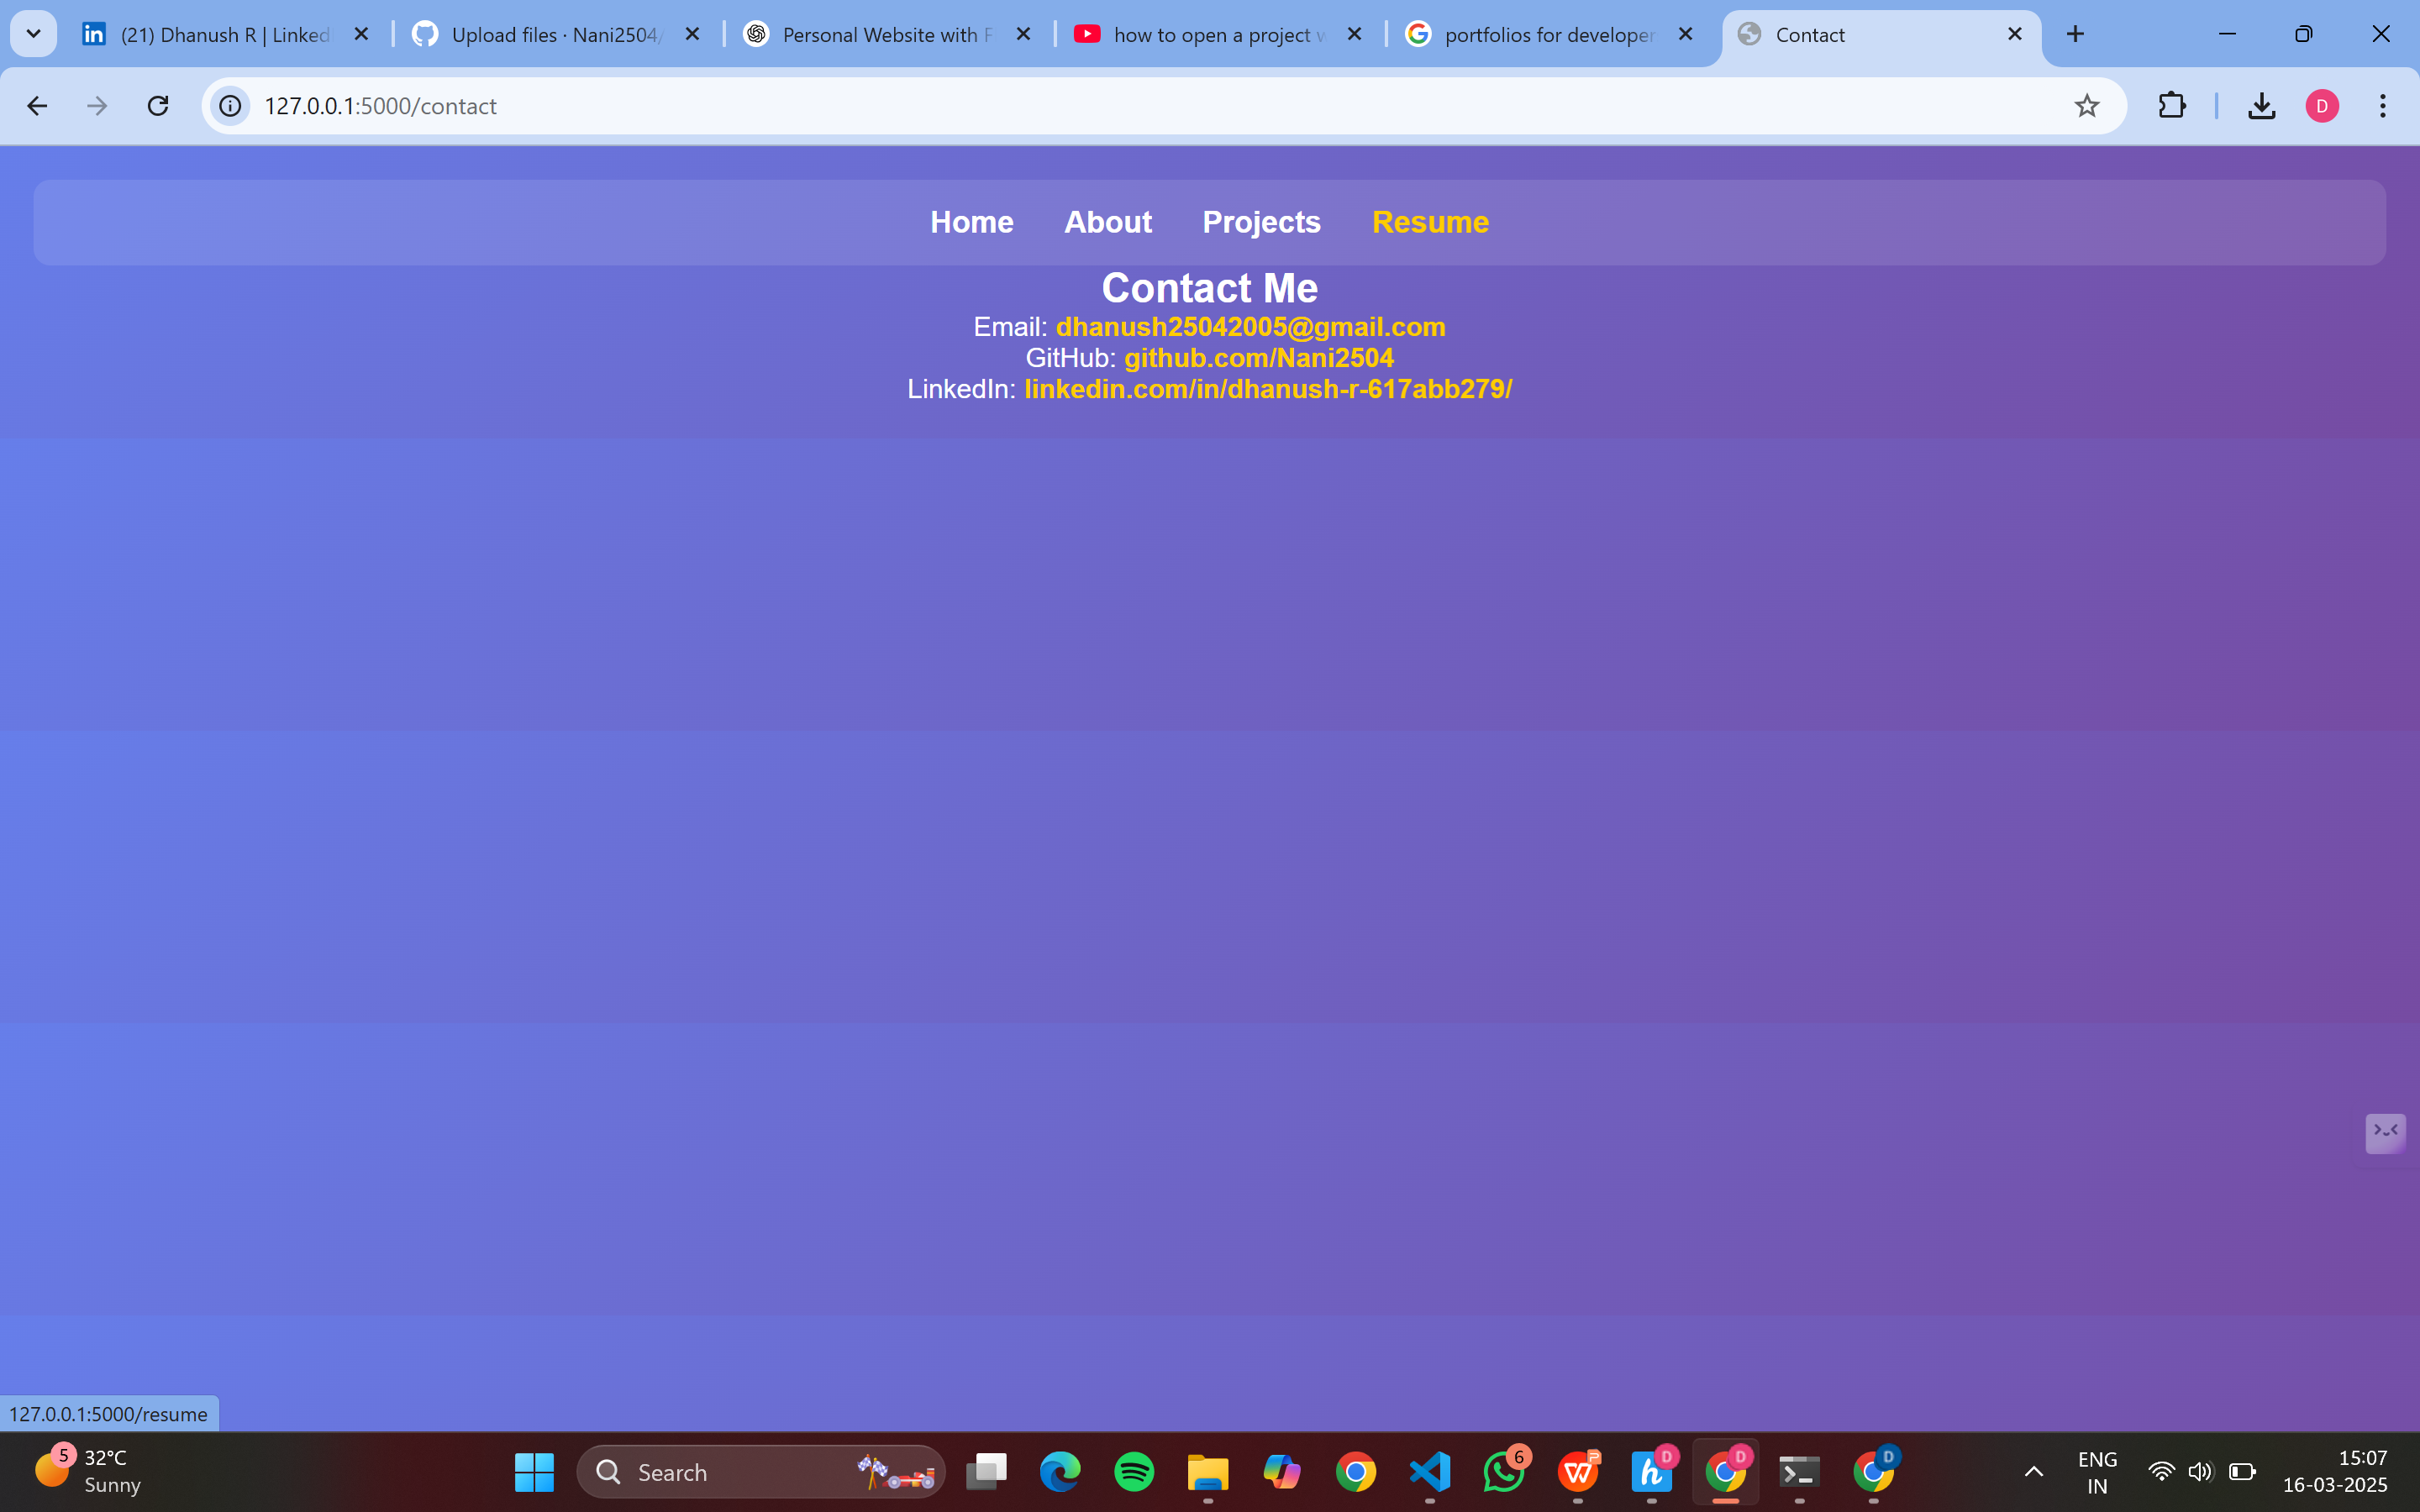 (21) Dhanush R | Linked
Upload files · Nani2504/
Personal Website with F
how to open a project w
portfolios for developer
Contact
127.0.0.1:5000/contact
D
Home About Projects Resume
Contact Me
Email: dhanush25042005@gmail.com
GitHub: github.com/Nani2504
LinkedIn: linkedin.com/in/dhanush-r-617abb279/
127.0.0.1:5000/resume
5
32°C
Sunny
Search
6
D
D
D
ENG
IN
15:07
16-03-2025